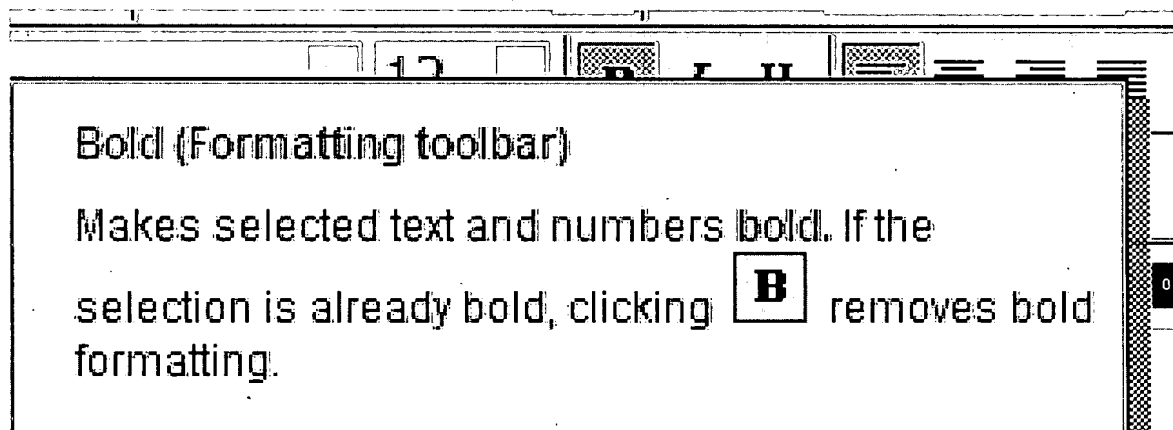 12
B I U
Bold (Formatting toolbar)
Makes selected text and numbers bold. If the
selection is already bold, clicking B removes bold
formatting.